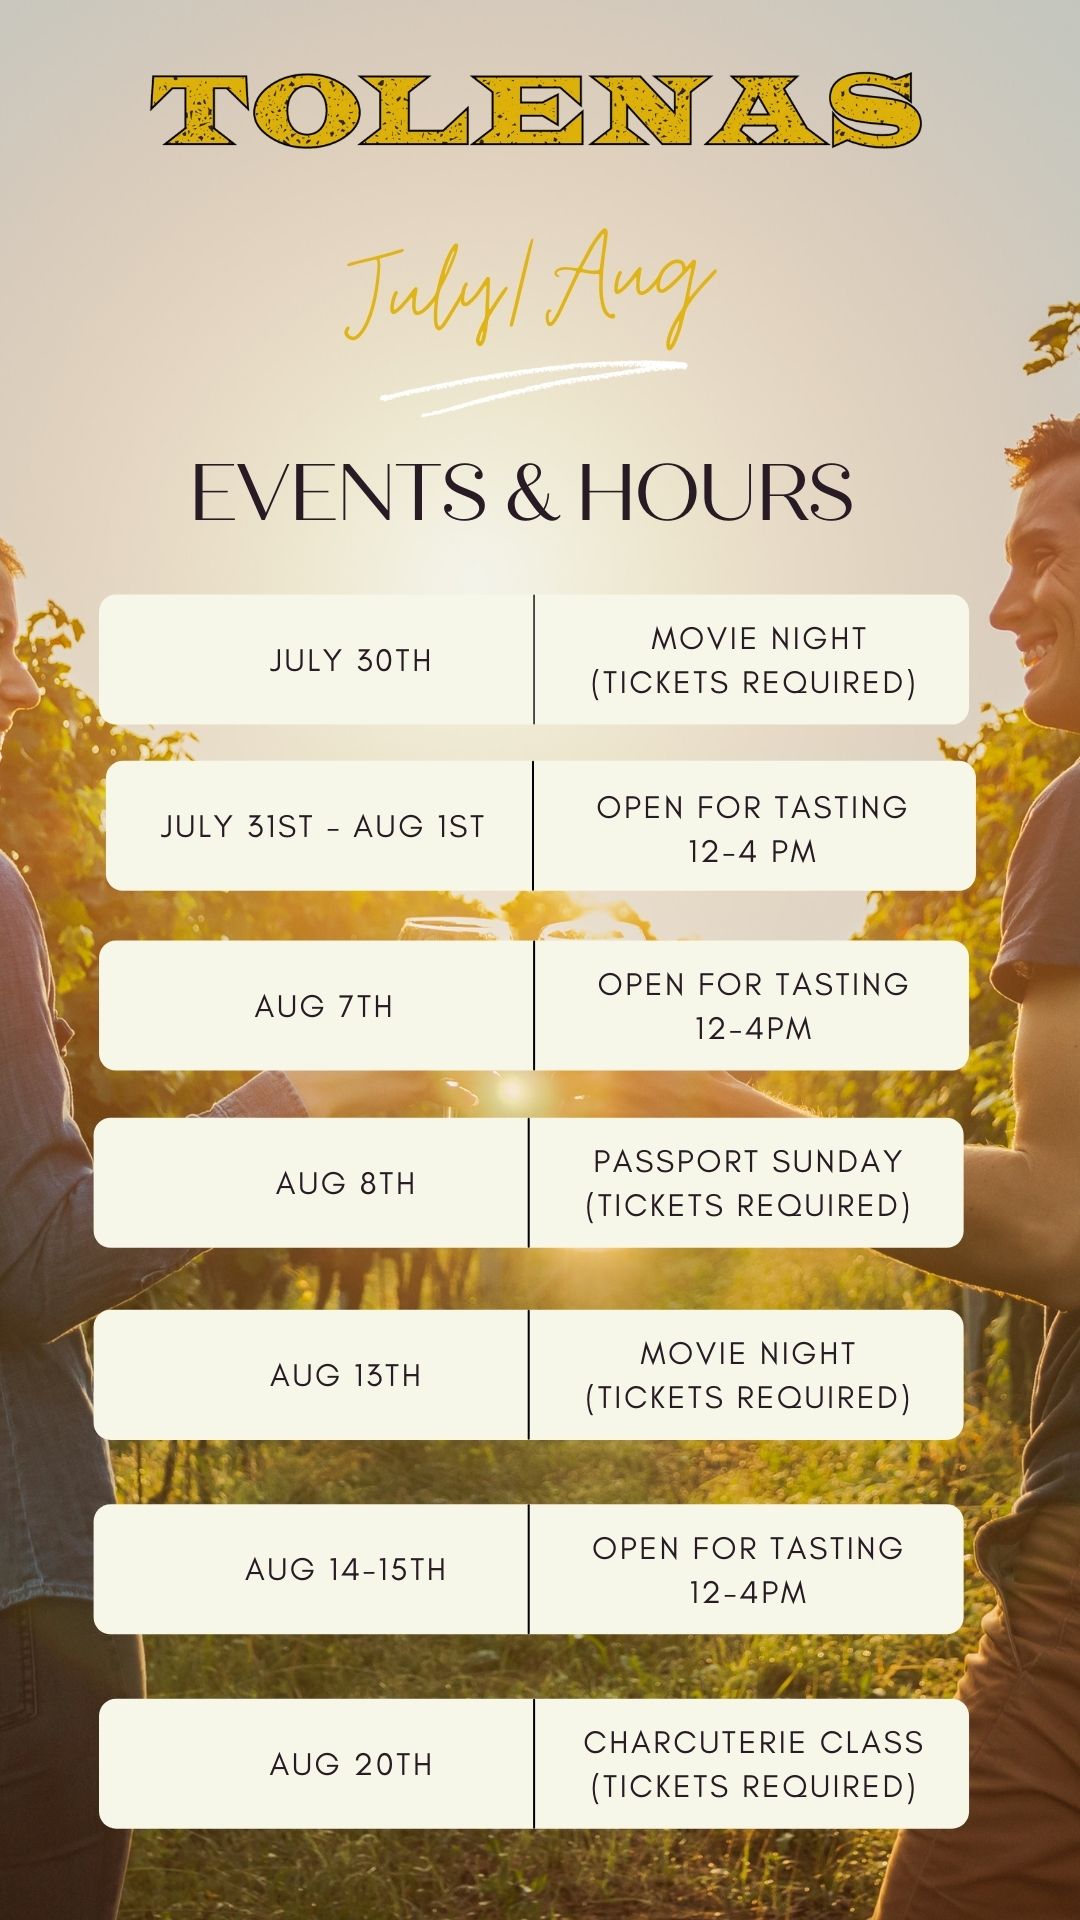 TOLENAS
July/Aug
EVENTS & HOURS
JULY 30TH
MOVIE NIGHT
(TICKETS REQUIRED)
JULY 31ST - AUG 1ST
OPEN FOR TASTING
12-4 PM
AUG 7TH
OPEN FOR TASTING
12-4PM
AUG 8TH
PASSPORT SUNDAY
(TICKETS REQUIRED)
AUG 13TH
MOVIE NIGHT
(TICKETS REQUIRED)
AUG 14-15TH
OPEN FOR TASTING
12-4PM
AUG 20TH
CHARCUTERIE CLASS
(TICKETS REQUIRED)